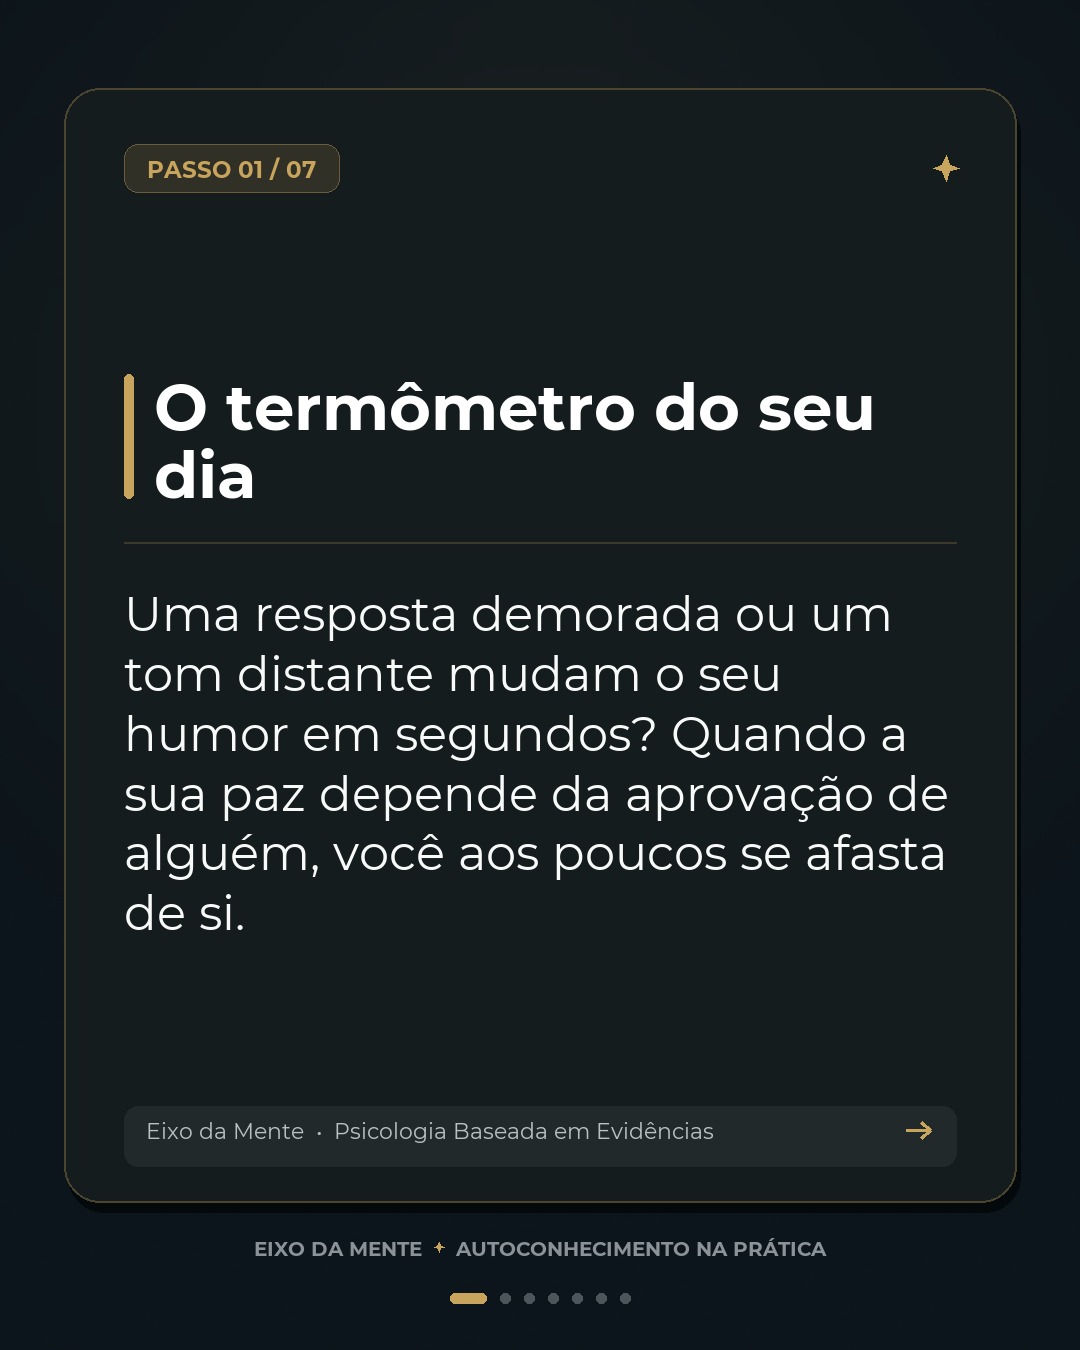 PASSO 01 / 07
O termômetro do seu
dia
Uma resposta demorada ou um
tom distante mudam o seu
humor em segundos? Quando a
sua paz depende da aprovação de
alguém, você aos poucos se afasta
de si.
Eixo da Mente • Psicologia Baseada em Evidências
EIXO DA MENTE ✦ AUTOCONHECIMENTO NA PRÁTICA